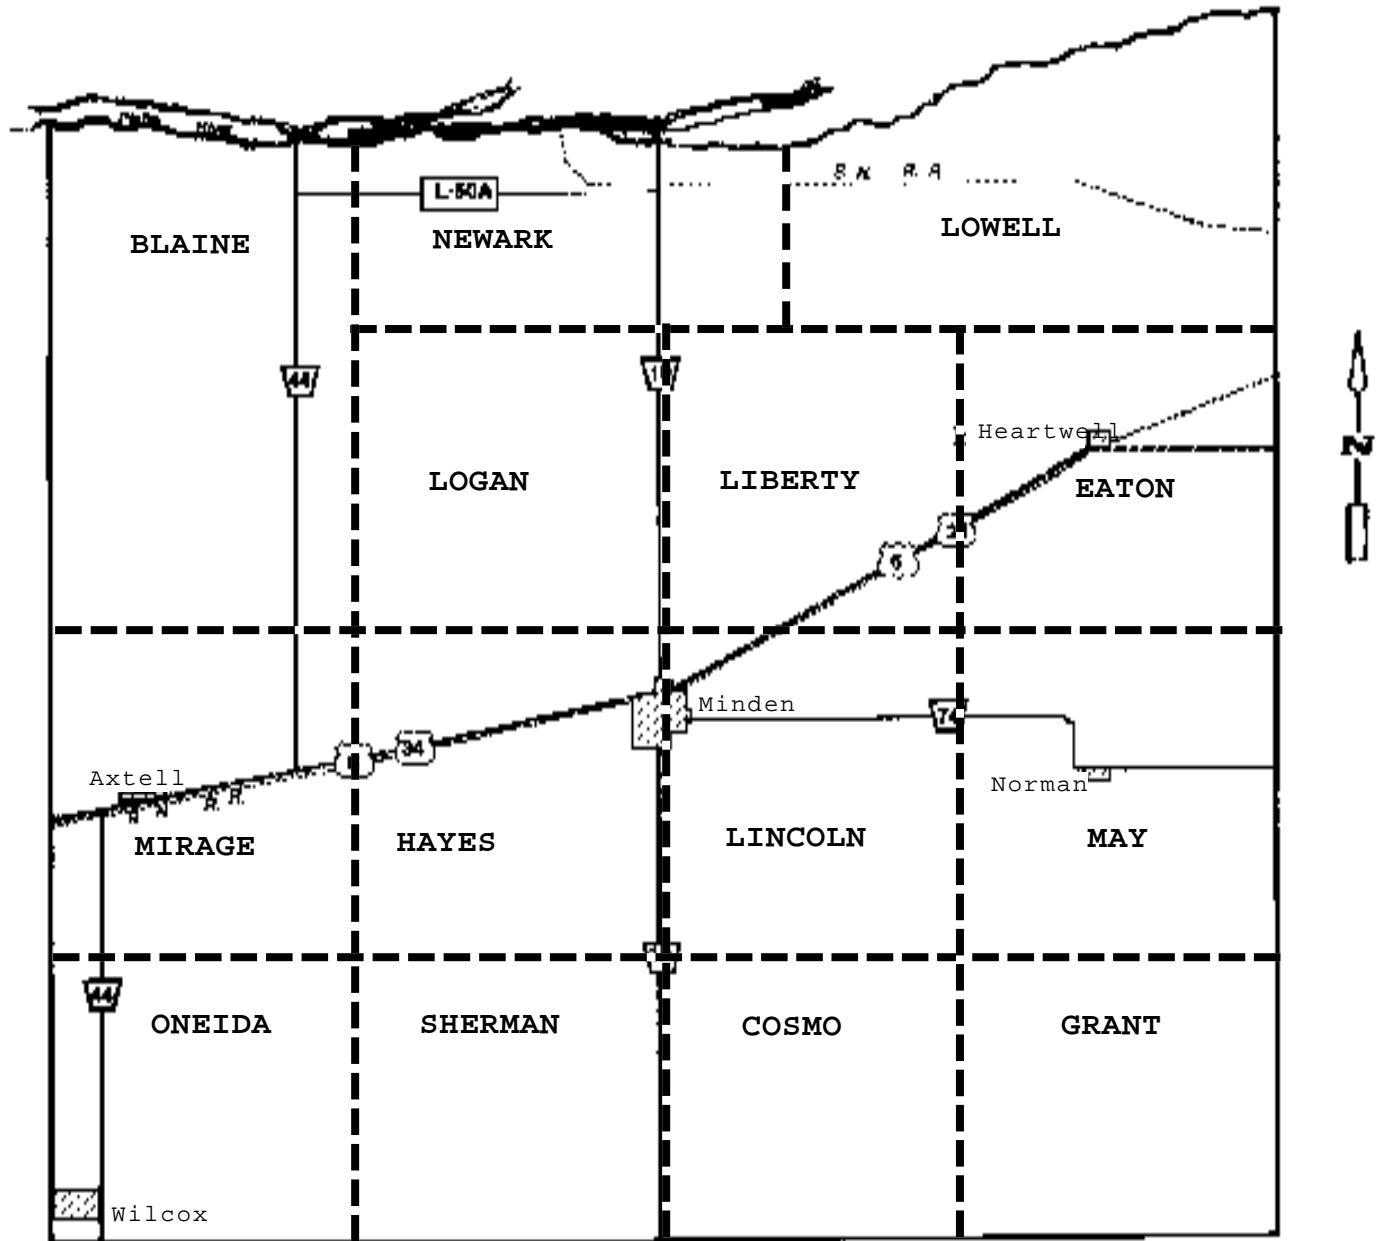 L-50A
B.N. R.R
BLAINE
NEWARK
LOWELL
44
Heartwell
LOGAN
LIBERTY
EATON
6
Minden
74
34
Axtell
Norman
R.R.
MIRAGE
HAYES
LINCOLN
MAY
44
ONEIDA
SHERMAN
COSMO
GRANT
Wilcox
N